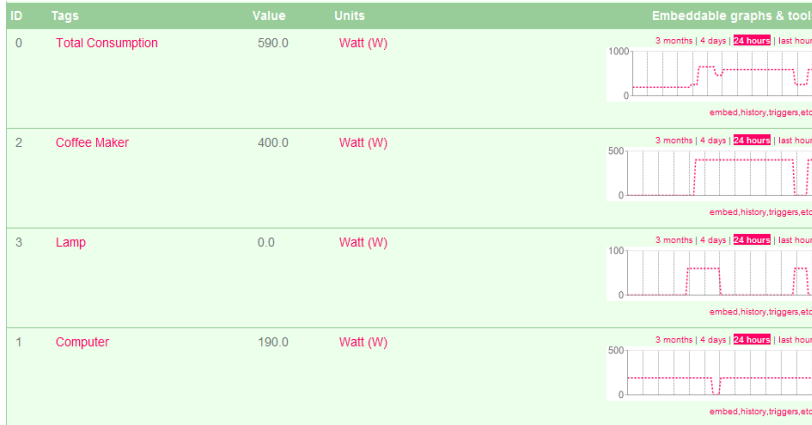 ID Tags Value Units Embeddable graphs & tool
0 Total Consumption 590.0 Watt (W) 3 months | 4 days | 24 hours | last hour
1000
0
embed,history,triggers,etc
2 Coffee Maker 400.0 Watt (W) 3 months | 4 days | 24 hours | last hour
500
0
embed,history,triggers,etc
3 Lamp 0.0 Watt (W) 3 months | 4 days | 24 hours | last hour
100
0
embed,history,triggers,etc
1 Computer 190.0 Watt (W) 3 months | 4 days | 24 hours | last hour
500
0
embed,history,triggers,etc